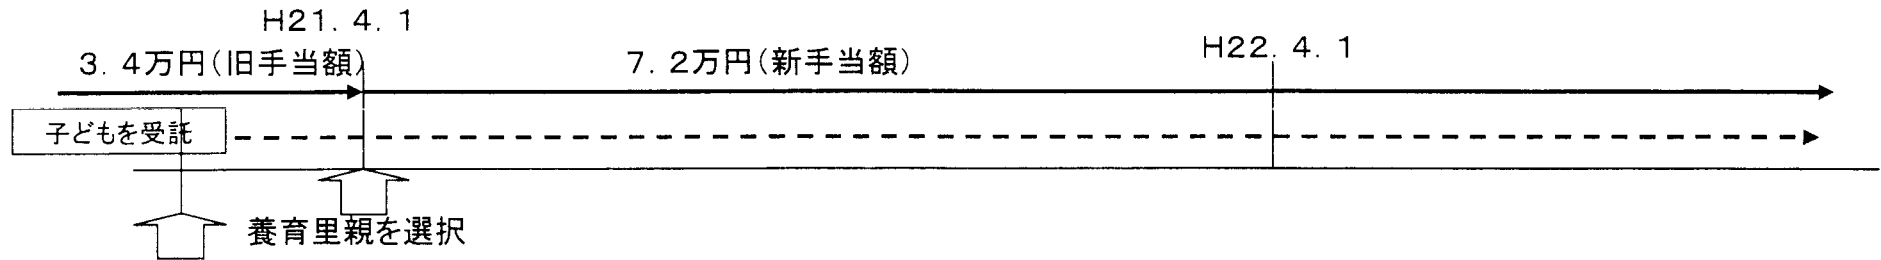 H21.4.1
3.4万円(旧手当額)
7.2万円(新手当額)
H22.4.1
子どもを受託
養育里親を選択